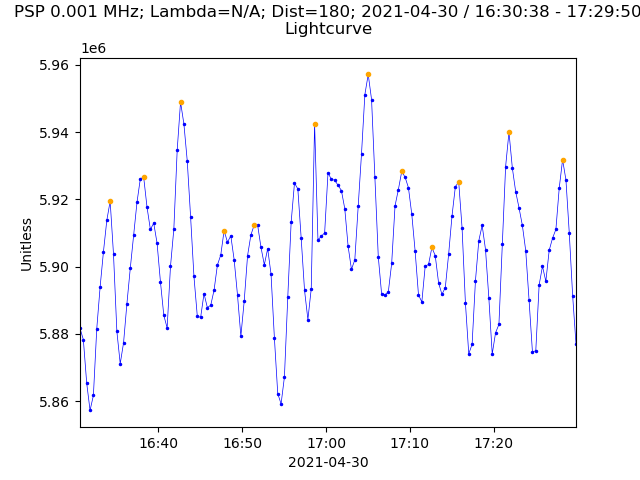 PSP 0.001 MHz; Lambda=N/A; Dist=180; 2021-04-30 / 16:30:38 - 17:29:50
Lightcurve
1e6
5.96
5.94
5.92
5.90
5.88
5.86
Unitless
16:40 16:50 17:00 17:10 17:20
2021-04-30